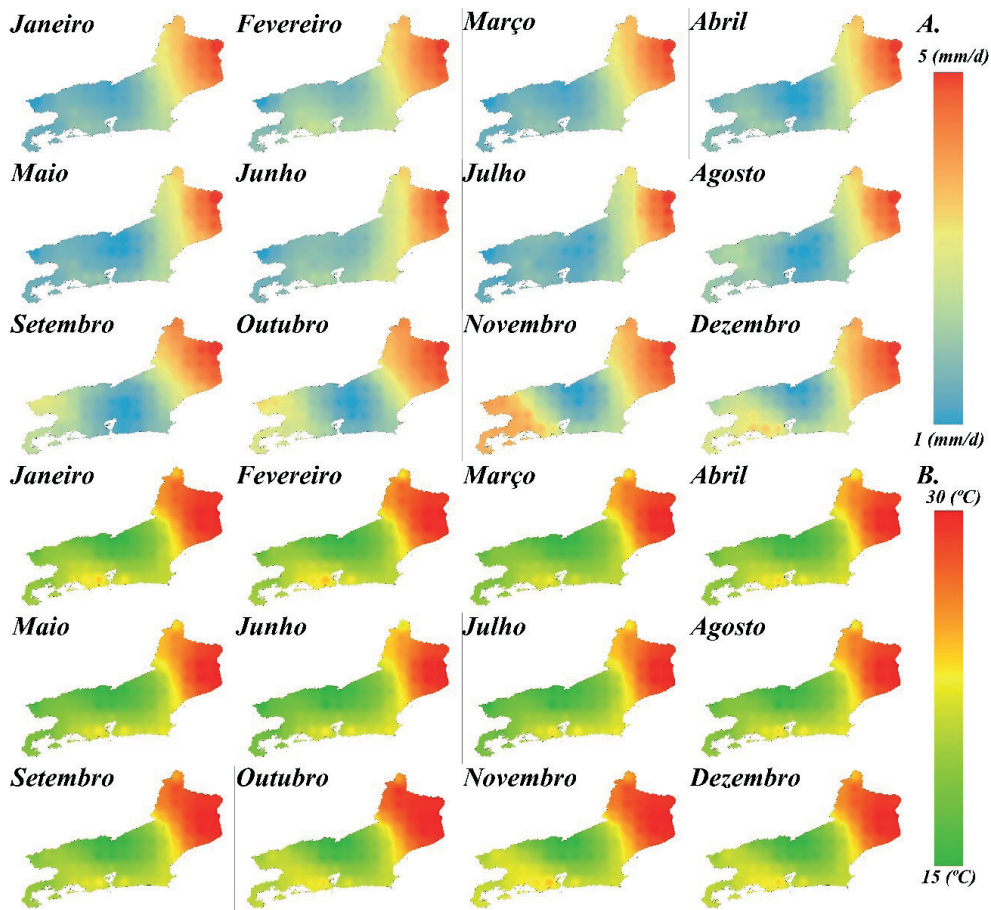 Janeiro Fevereiro Março Abril A.
5 (mm/d)
Maio Junho Julho Agosto
Setembro Outubro Novembro Dezembro
1 (mm/d)
Janeiro Fevereiro Março Abril B.
30 (ºC)
Maio Junho Julho Agosto
Setembro Outubro Novembro Dezembro
15 (ºC)